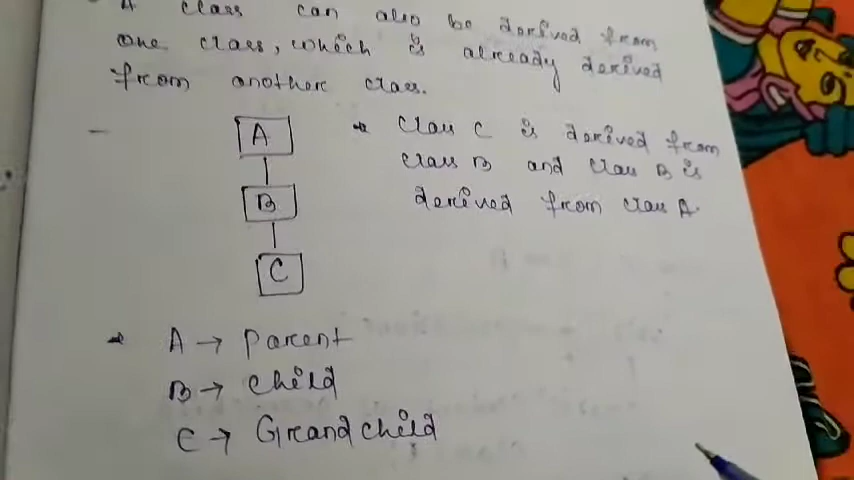 A class can also be derived from
one class, which is already derived
from another class.
A
B
C
class C is derived from
class B and class B is
derived from class A.
A → Parent
B → child
C → Grandchild